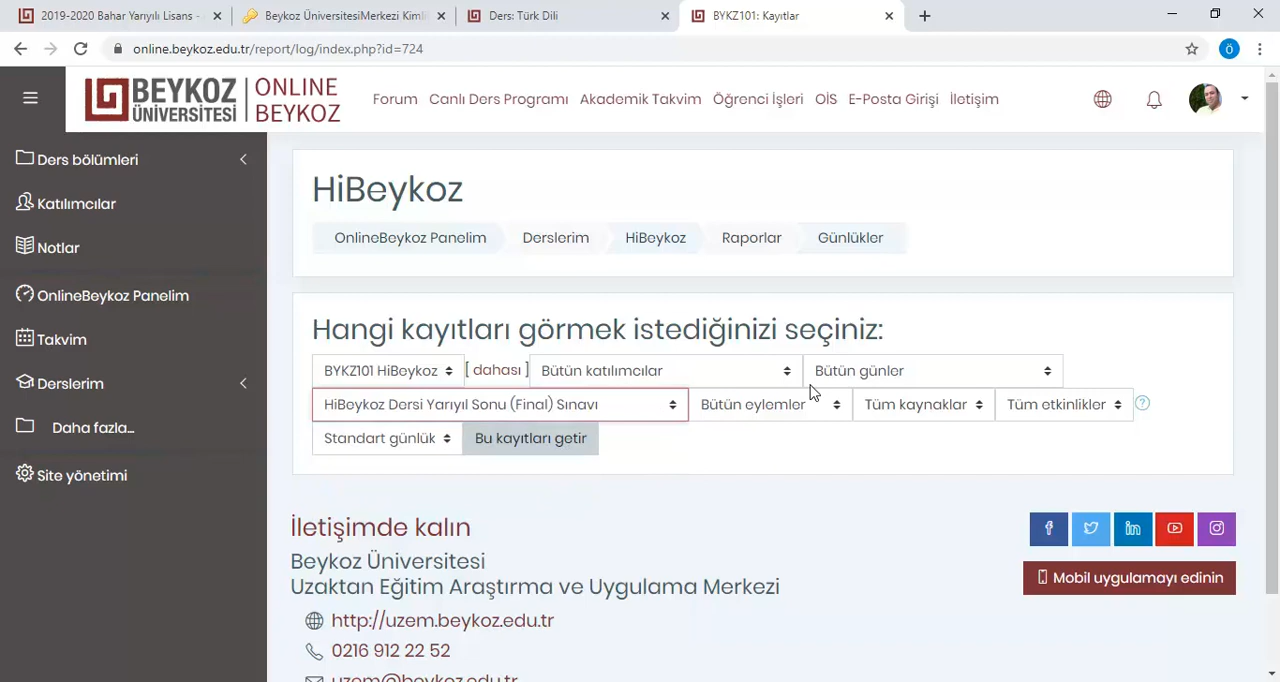 2019-2020 Bahar Yarıyılı Lisans -
Beykoz ÜniversitesiMerkezi Kimli
Ders: Türk Dili
BYKZ101: Kayıtlar
online.beykoz.edu.tr/report/log/index.php?id=724
Ö
BEYKOZ ÜNİVERSİTESİ
ONLINE BEYKOZ
Forum Canlı Ders Programı Akademik Takvim Öğrenci İşleri OİS E-Posta Girişi İletişim
Ders bölümleri
Katılımcılar
Notlar
OnlineBeykoz Panelim
Takvim
Derslerim
Daha fazla...
Site yönetimi
HiBeykoz
OnlineBeykoz Panelim Derslerim HiBeykoz Raporlar Günlükler
Hangi kayıtları görmek istediğinizi seçiniz:
BYKZ101 HiBeykoz [ dahası ] Bütün katılımcılar Bütün günler
HiBeykoz Dersi Yarıyıl Sonu (Final) Sınavı Bütün eylemler Tüm kaynaklar Tüm etkinlikler ?
Standart günlük Bu kayıtları getir
İletişimde kalın
Beykoz Üniversitesi
Uzaktan Eğitim Araştırma ve Uygulama Merkezi
http://uzem.beykoz.edu.tr
0216 912 22 52
uzem@beykoz.edu.tr
Mobil uygulamayı edinin